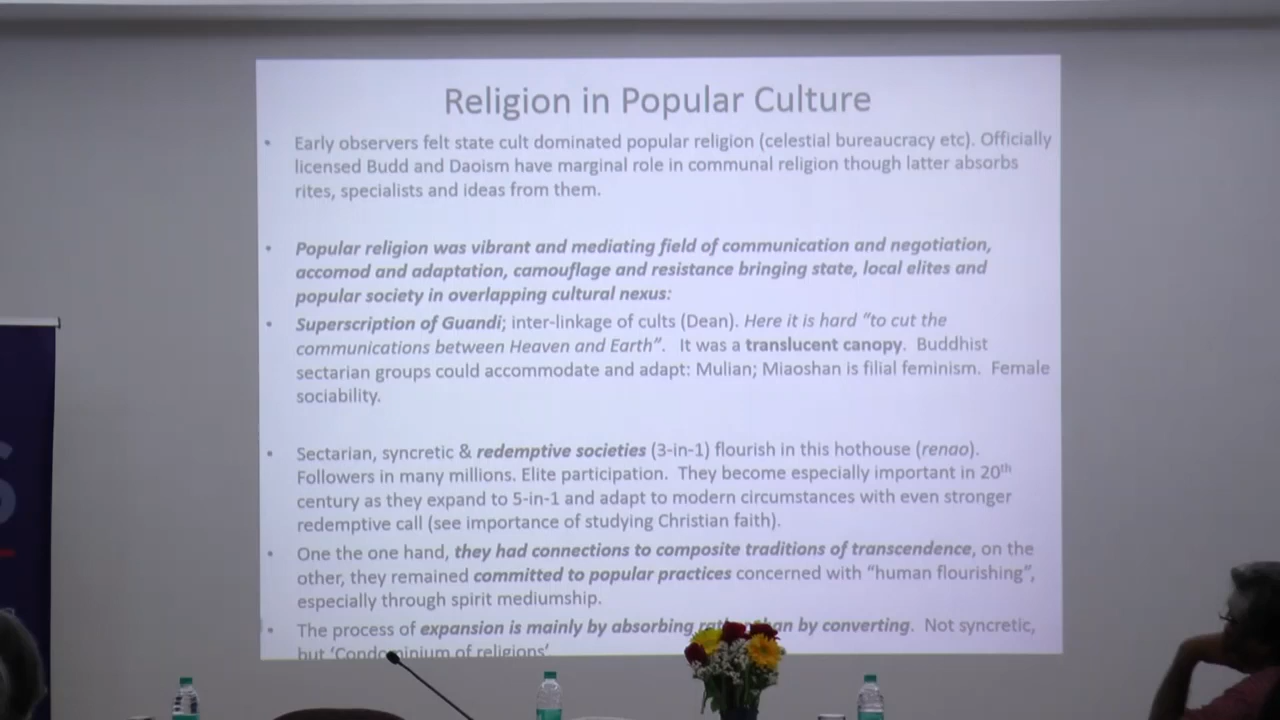 Religion in Popular Culture
• Early observers felt state cult dominated popular religion (celestial bureaucracy etc). Officially
licensed Budd and Daoism have marginal role in communal religion though latter absorbs
rites, specialists and ideas from them.
• Popular religion was vibrant and mediating field of communication and negotiation,
accomod and adaptation, camouflage and resistance bringing state, local elites and
popular society in overlapping cultural nexus:
• Superscription of Guandi; inter-linkage of cults (Dean). Here it is hard "to cut the
communications between Heaven and Earth". It was a translucent canopy. Buddhist
sectarian groups could accommodate and adapt: Mulian; Miaoshan is filial feminism. Female
sociability.
• Sectarian, syncretic & redemptive societies (3-in-1) flourish in this hothouse (renao).
Followers in many millions. Elite participation. They become especially important in 20th
century as they expand to 5-in-1 and adapt to modern circumstances with even stronger
redemptive call (see importance of studying Christian faith).
• One the one hand, they had connections to composite traditions of transcendence, on the
other, they remained committed to popular practices concerned with "human flourishing",
especially through spirit mediumship.
• The process of expansion is mainly by absorbing rather than by converting. Not syncretic,
but 'Condominium of religions'